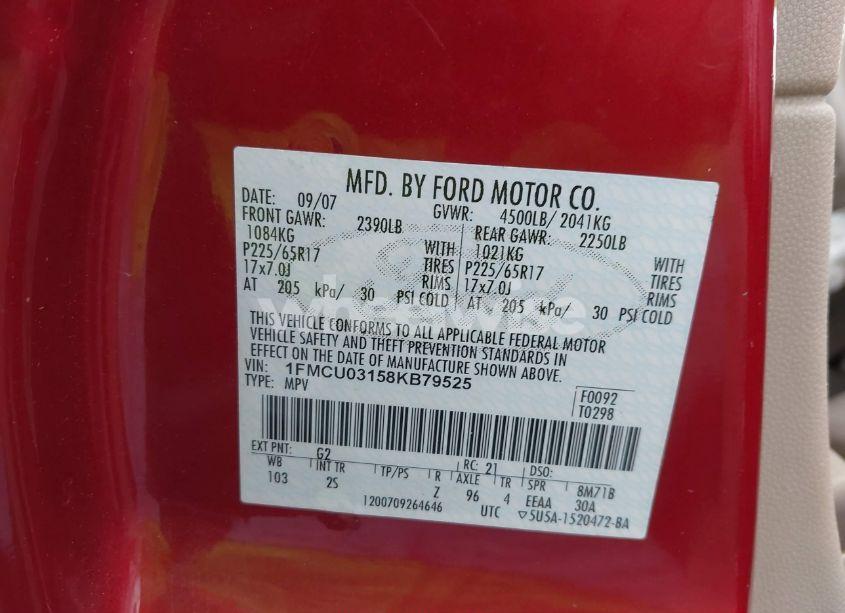 MFD. BY FORD MOTOR CO.
DATE: 09/07 GVWR: 4500LB/ 2041KG
FRONT GAWR: 2390LB REAR GAWR: 2250LB
1084KG WITH 1021KG WITH
P225/65R17 TIRES P225/65R17 TIRES
17x7.0J RIMS 17x7.0J RIMS
AT 205 kPa/ 30 PSI COLD AT 205 kPa/ 30 PSI COLD
THIS VEHICLE CONFORMS TO ALL APPLICABLE FEDERAL MOTOR
VEHICLE SAFETY AND THEFT PREVENTION STANDARDS IN
EFFECT ON THE DATE OF MANUFACTURE SHOWN ABOVE.
VIN: 1FMCU03158KB79525
TYPE: MPV
F0092
T0298
EXT PNT: G2 RC: 21 DSO:
WB INT TR TP/PS R AXLE TR SPR 8M71B
103 2S Z 96 4 EEAA 30A
1200709264646 UTC ▽5U5A-1520472-BA
wheelwise